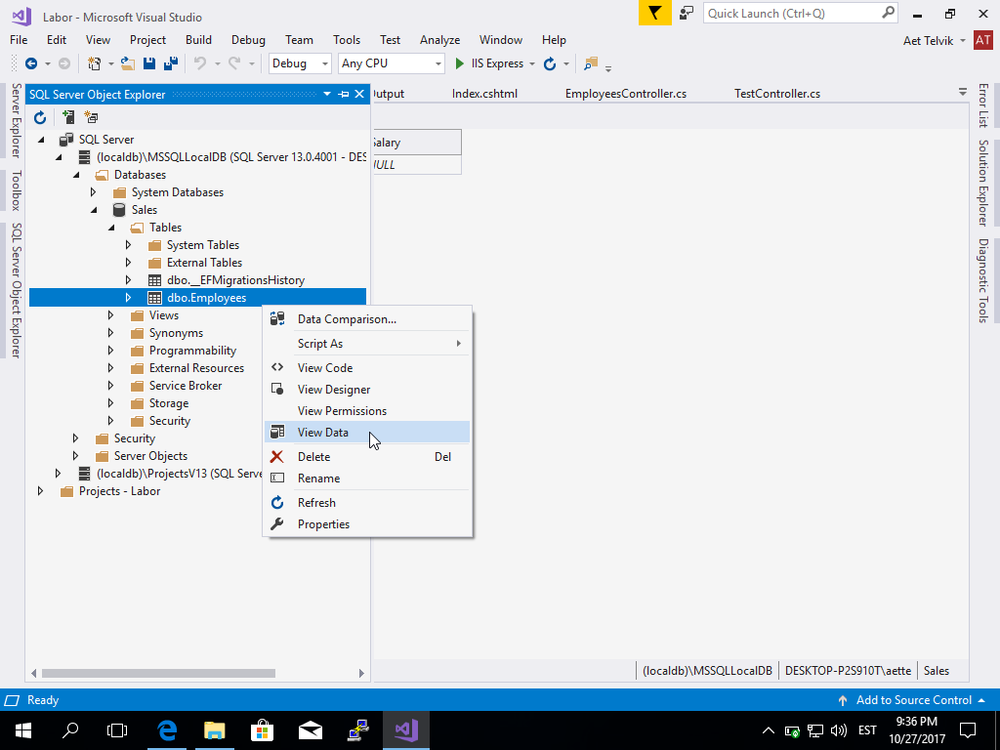 Labor - Microsoft Visual Studio
Quick Launch (Ctrl+Q)
File Edit View Project Build Debug Team Tools Test Analyze Window Help
Aet Telvik AT
Debug Any CPU IIS Express
SQL Server Object Explorer
Index.cshtml EmployeesController.cs TestController.cs
Server Explorer
Toolbox
SQL Server Object Explorer
SQL Server
(localdb)\MSSQLLocalDB (SQL Server 13.0.4001 - DES
Databases
System Databases
Sales
Tables
System Tables
External Tables
dbo.__EFMigrationsHistory
dbo.Employees
Views
Synonyms
Programmability
External Resources
Service Broker
Storage
Security
Security
Server Objects
(localdb)\ProjectsV13 (SQL Serve
Projects - Labor
Data Comparison...
Script As
View Code
View Designer
View Permissions
View Data
Delete Del
Rename
Refresh
Properties
Salary
NULL
Error List
Solution Explorer
Diagnostic Tools
(localdb)\MSSQLLocalDB DESKTOP-P2S910T\aette Sales
Ready
Add to Source Control
EST
9:36 PM
10/27/2017